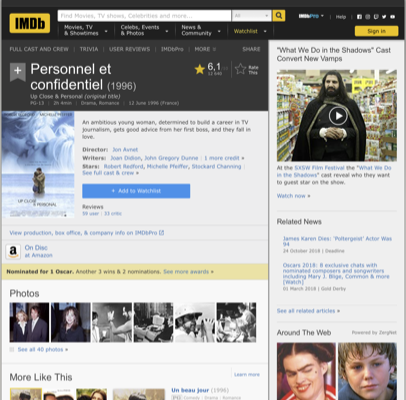 IMDb
Find Movies, TV shows, Celebrities and more...
All
IMDbPro
Help
Movies, TV
& Showtimes
Celebs, Events
& Photos
News &
Community
Watchlist
Sign in
FULL CAST AND CREW | TRIVIA | USER REVIEWS | IMDbPro | MORE
SHARE
Personnel et
confidentiel (1996)
Up Close & Personal (original title)
PG-13 | 2h 4min | Drama, Romance | 12 June 1996 (France)
6,1
Rate
This
An ambitious young woman, determined to build a career in TV
journalism, gets good advice from her first boss, and they fall in
love.
Director: Jon Avnet
Writers: Joan Didion, John Gregory Dunne | 1 more credit »
Stars: Robert Redford, Michelle Pfeiffer, Stockard Channing |
See full cast & crew »
+ Add to Watchlist
Reviews
39 user | 33 critic
View production, box office, & company info on IMDbPro
On Disc
at Amazon
Nominated for 1 Oscar. Another 3 wins & 2 nominations. See more awards »
Photos
See all 40 photos »
More Like This
Learn more
Un beau jour (1996)
PG Comedy | Drama | Romance
"What We Do in the Shadows" Cast
Convert New Vamps
At the SXSW Film Festival the "What We Do
in the Shadows" cast reveal who they want
to guest star on the show.
Watch now »
Related News
James Karen Dies: 'Poltergeist' Actor Was
94
24 October 2018 | Deadline
Oscars 2018: 8 exclusive chats with
nominated composers and songwriters
including Mary J. Blige, Common & more
[Watch]
01 March 2018 | Gold Derby
See all related articles »
Around The Web
Powered by ZergNet